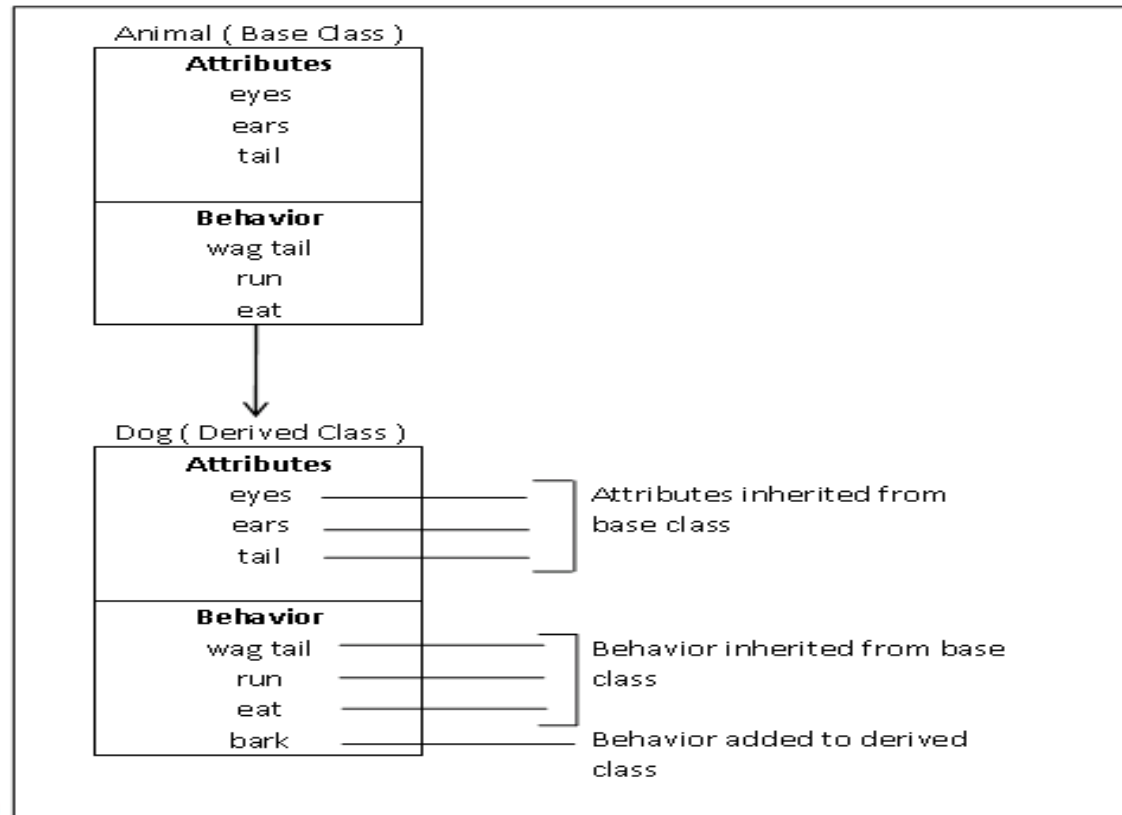 Animal ( Base Class )
Attributes
eyes
ears
tail
Behavior
wag tail
run
eat
Dog ( Derived Class )
Attributes
eyes
ears
tail
Attributes inherited from
base class
Behavior
wag tail
run
eat
bark
Behavior inherited from base
class
Behavior added to derived
class